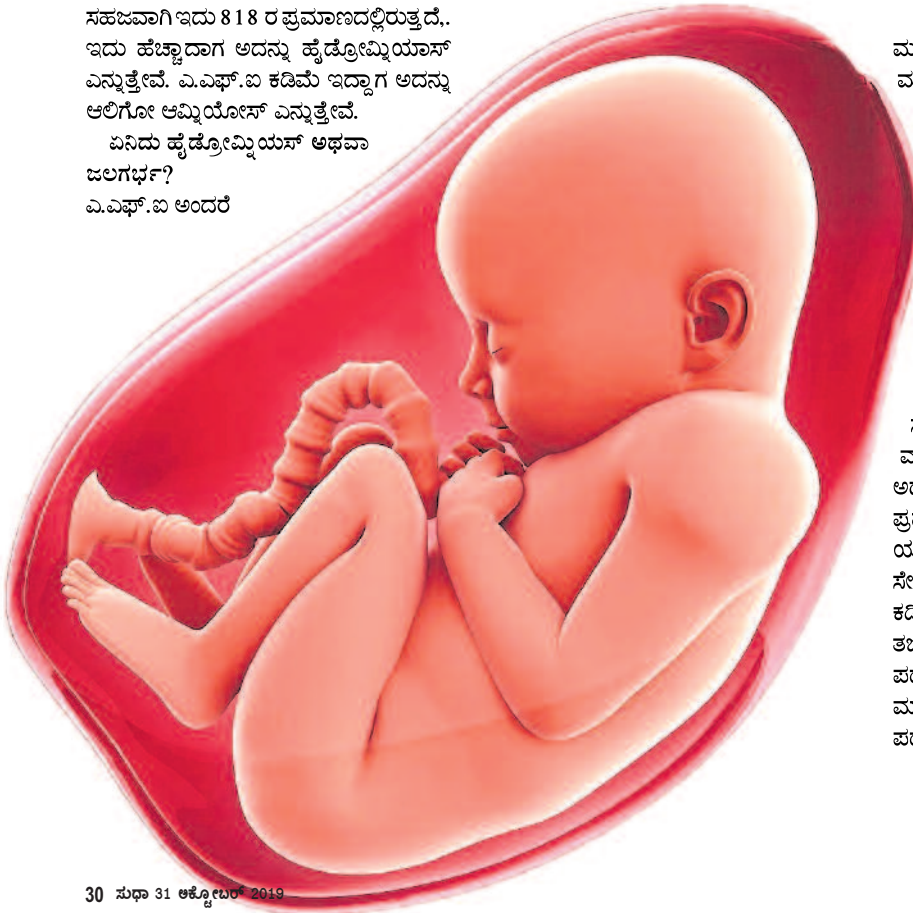 ಸಹಜವಾಗಿ ಇದು 818 ರ ಪ್ರಮಾಣದಲ್ಲಿರುತ್ತದೆ,.
ಇದು ಹೆಚ್ಚಾದಾಗ ಅದನ್ನು ಹೈಡ್ರೋಮ್ನಿಯಾಸ್
ಎನ್ನುತ್ತೇವೆ. ಎ.ಎಫ್.ಐ ಕಡಿಮೆ ಇದ್ದಾಗ ಅದನ್ನು
ಆಲಿಗೋ ಆಮ್ನಿಯೋಸ್ ಎನ್ನುತ್ತೇವೆ.
ಏನಿದು ಹೈಡ್ರೋಮ್ನಿಯಸ್ ಅಥವಾ
ಜಲಗರ್ಭ?
ಎ.ಎಫ್.ಐ ಅಂದರೆ
30 ಸುಧಾ 31 ಅಕ್ಟೋಬರ್ 2019